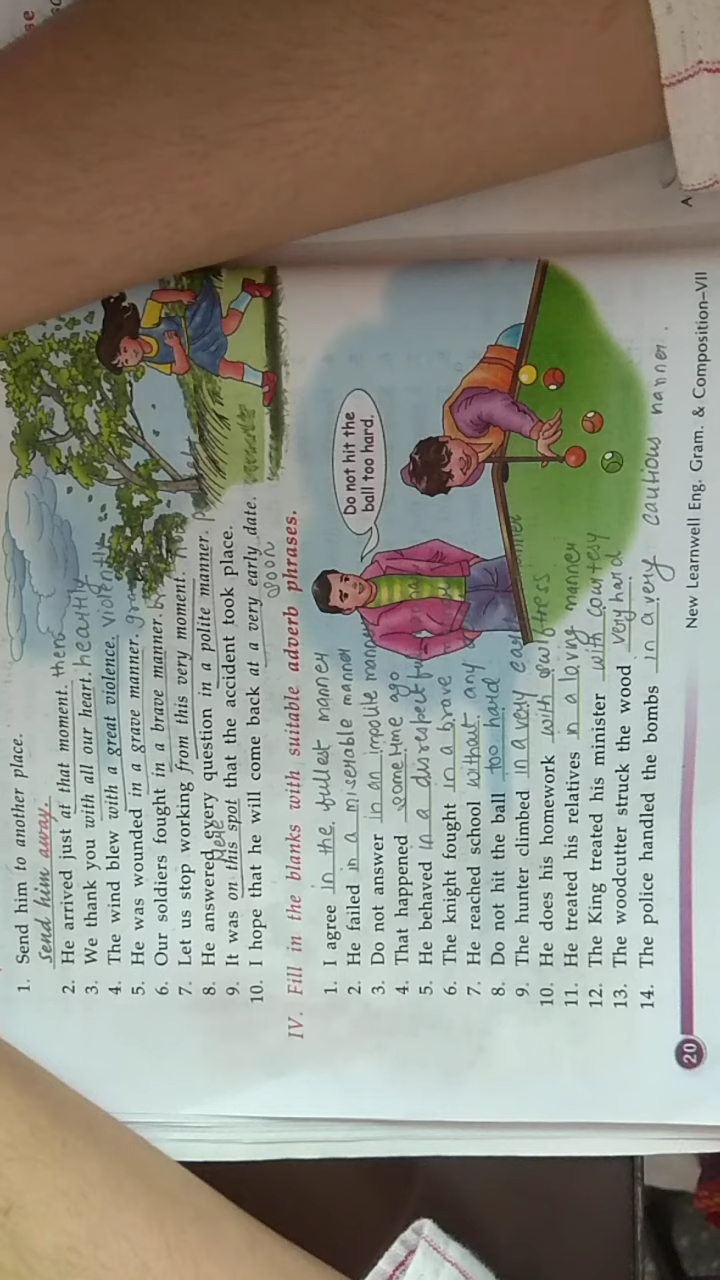 1. Send him to another place.
send him away.
2. He arrived just at that moment. there
3. We thank you with all our heart. heartily
4. The wind blew with a great violence. violently
5. He was wounded in a grave manner.
6. Our soldiers fought in a brave manner.
7. Let us stop working from this very moment.
8. He answered every question in a polite manner.
Here
9. It was on this spot that the accident took place.
10. I hope that he will come back at a very early date.
soon
IV. Fill in the blanks with suitable adverb phrases.
Do not hit the
ball too hard.
1. I agree in the fullest manner
2. He failed in a miserable manner
3. Do not answer in an impolite manner
4. That happened sometime ago
5. He behaved in a disrespectful
6. The knight fought in a brave
7. He reached school without any
8. Do not hit the ball too hard
9. The hunter climbed in a very
10. He does his homework with
11. He treated his relatives in a loving manner
12. The King treated his minister with courtesy
13. The woodcutter struck the wood very hard
14. The police handled the bombs in a very cautious manner.
20
New Learnwell Eng. Gram. & Composition–VII
A